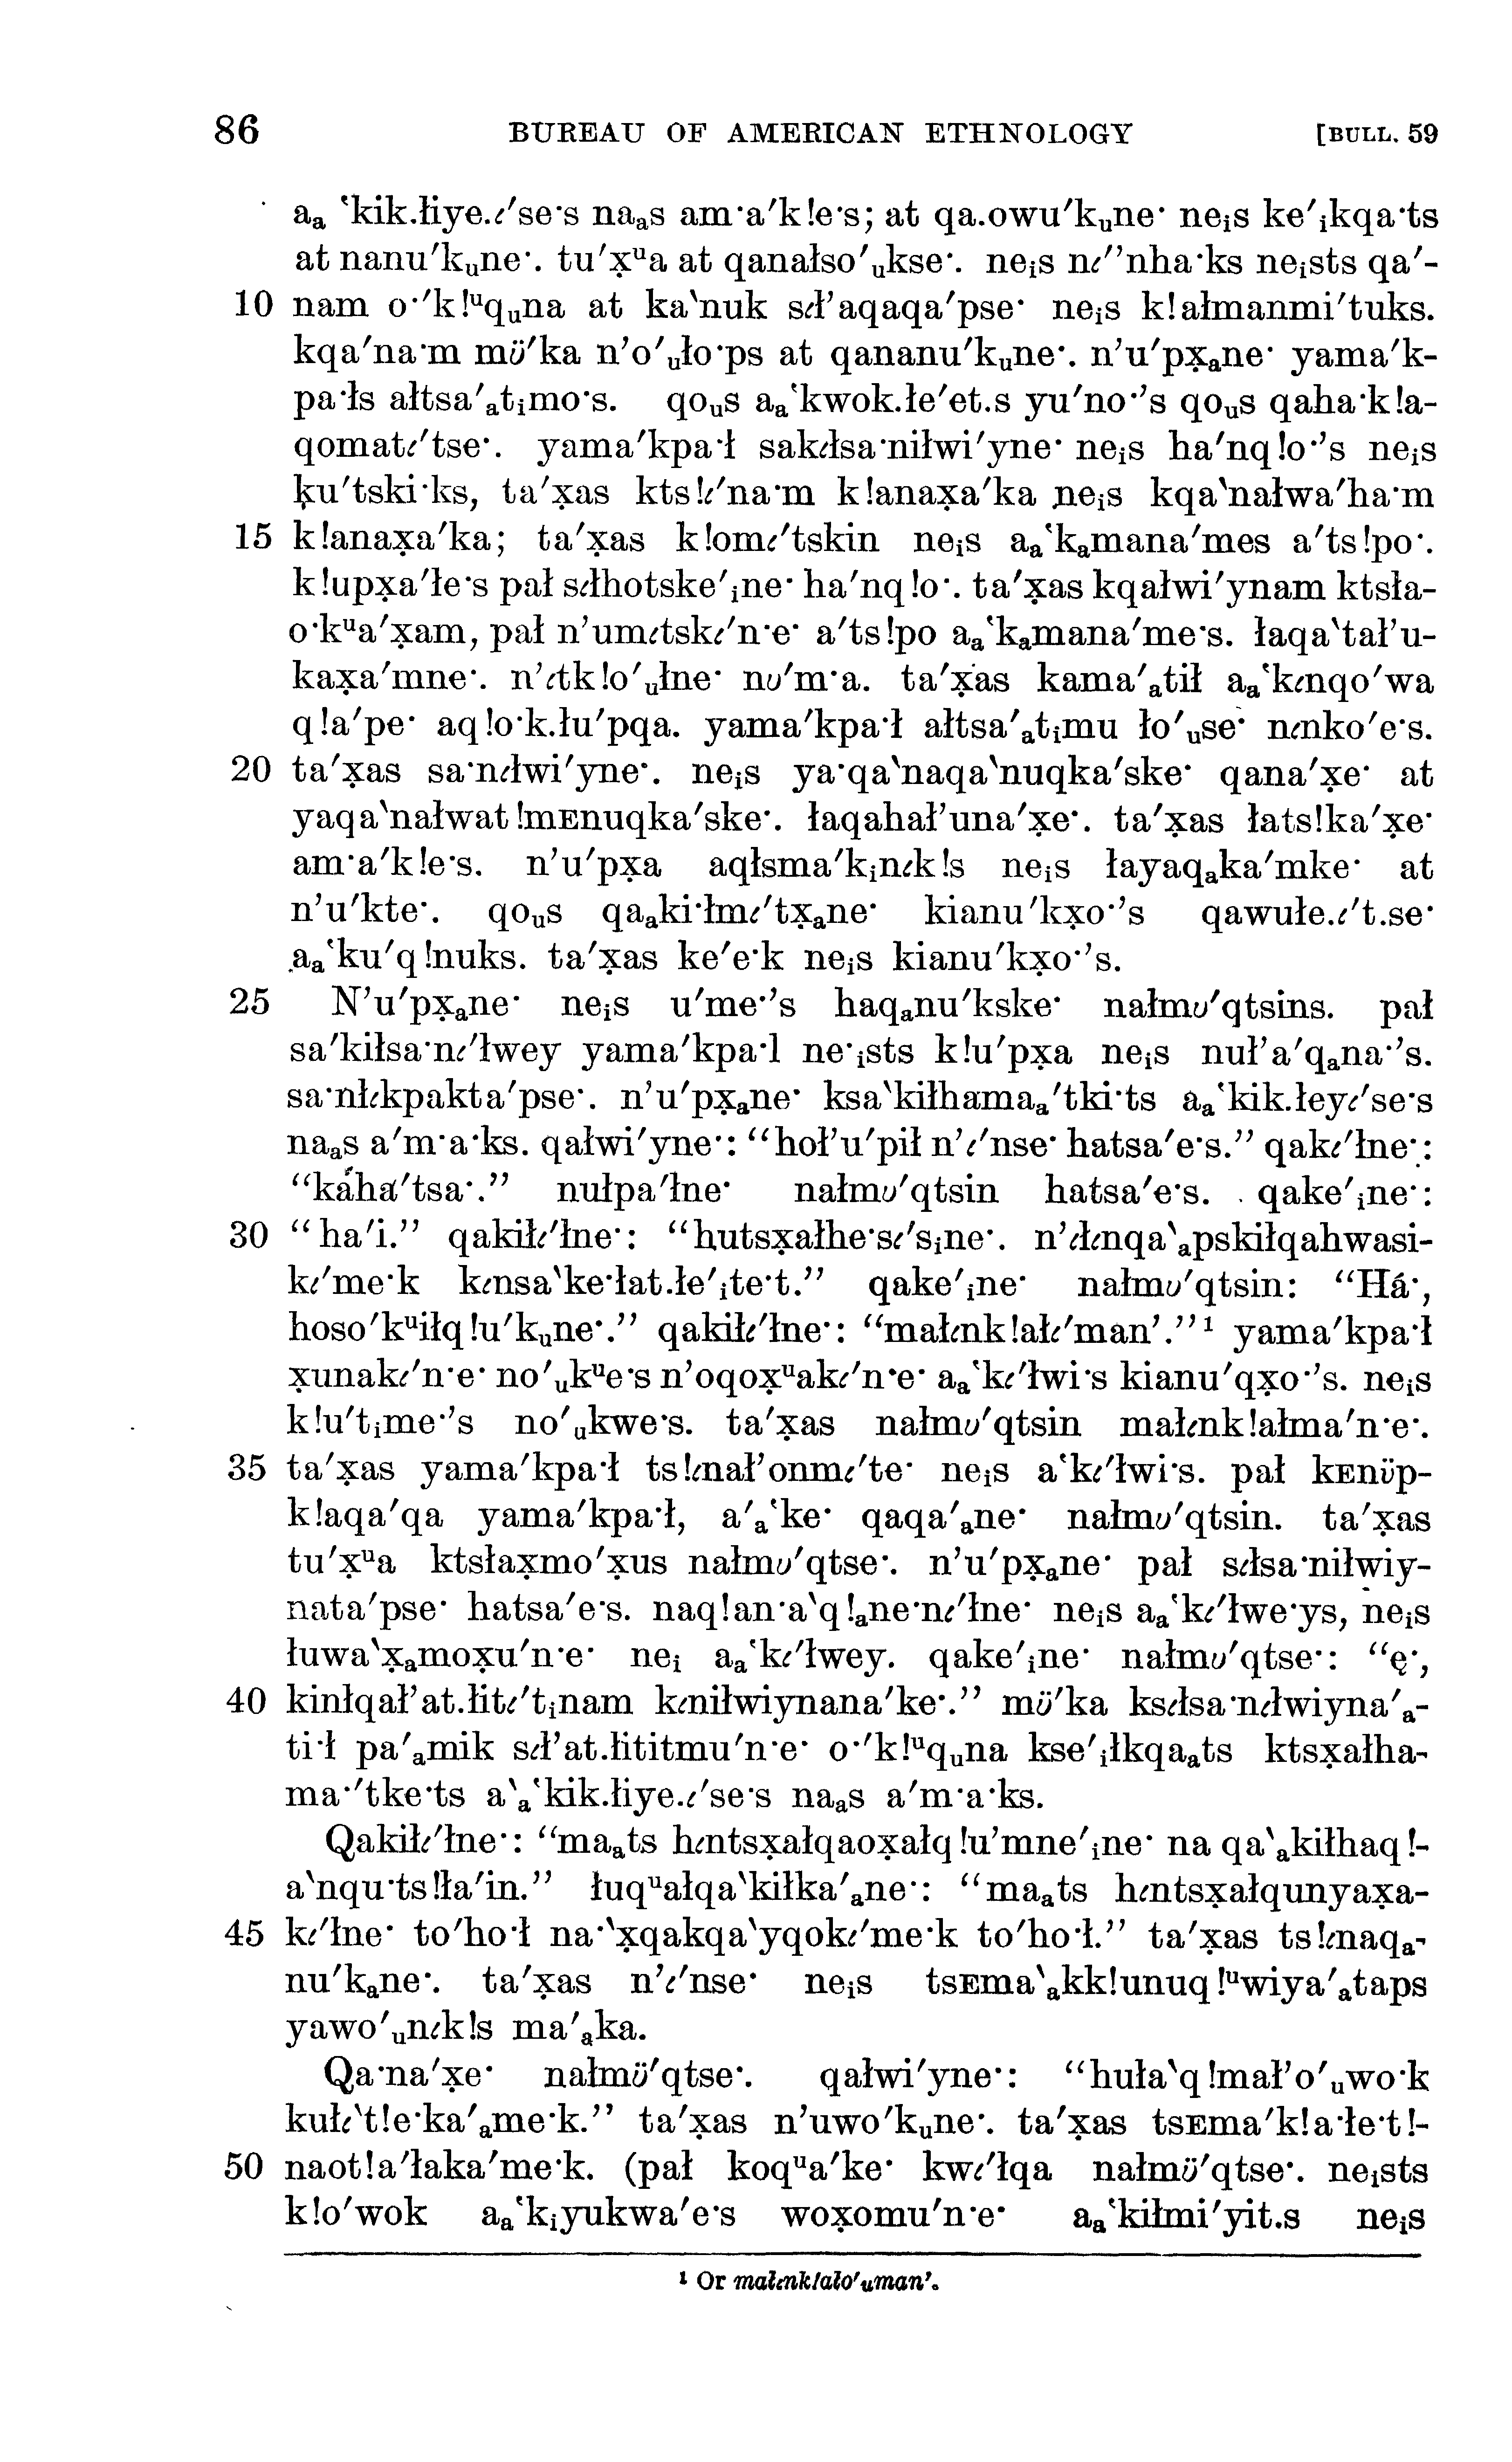 86 BUREAU OF AMERICAN ETHNOLOGY [BULL. 59
aₐ ‛kik.łiye.ɩ′se·s naₐs am·a′k!e·s; at qa.owu′kᵤne· neᵢs ke′ᵢkqa·ts
at nanu′kᵤne·. tu′x̣ᵘa at qanałso′ᵤkse·. neᵢs nɩ′’nha·ks neᵢsts qa′-
10 nam o·′k!ᵘqᵤna at ka‵nuk sɩł’aqaqa′pse· neᵢs k!ałmanmi′tuks.
kqa′na·m mü′ka n’o′ᵤło·ps at qananu′kᵤne·. n’u′px̣ₐne· yama′k-
pa·łs ałtsa′ₐtᵢmo·s. qoᵤs aₐ‛kwok.łe′et.s yu′no·’s qoᵤs qaha·k!a-
qomatɩ′tse·. yama′kpa·ł sakɩłsa·niłwi′yne· neᵢs ha′nq!o·’s neᵢs
k̨u′tski·ks, ta′x̣as kts!ɩ′na·m k!anax̣a′ka neᵢs kqa‵nałwa′ha·m
15 k!anax̣a′ka; ta′x̣as k!omɩ′tskin neᵢs aₐ‛kₐmana′mes a′ts!po·.
k!upx̣a′łe·s pał sɩłhotske′ᵢne· ha′nq!o·. ta′x̣as kqałwi′ynam ktsła-
o·kᵘa′x̣am, pał n’umɩtskɩ′n·e· a′ts!po aₐ‛kₐmana′me·s. łaqa‵tał’u-
kax̣a′mne·. n’ɩtk!o′ᵤłne· nʋ′m·a. ta′x̣as kama′ₐtił aₐ‛kɩnqo′wa
q!a′pe· aq!o·k.łu′pqa. yama′kpa·ł ałtsa′ₐtᵢmu ło′ᵤse· nɩnko′e·s.
20 ta′x̣as sa·nɩłwi′yne·. neᵢs ya·qa‵naqa‵nuqka′ske· qana′x̣e· at
yaqa‵nałwat!mᴇnuqka′ske·. łaqahał’una′x̣e·. ta′x̣as łats!ka′x̣e·
am·a′k!e·s. n’u′px̣a aqłsma′kᵢnɩk!s neᵢs łayaqₐka′mke· at
n’u′kte·. qoᵤs qaₐki·łmɩ′tx̣ₐne· kianu′kx̣o·’s qawułe.ɩ′t.se·
aₐ‛ku′q!nuks. ta′x̣as ke′e·k neᵢs kianu′kx̣o·’s.
25 N’u′px̣ₐne· neᵢs u′me·’s haqₐnu′kske· nałmʋ′qtsins. pał
sa′kiłsa·nɩ′łwey yama′kpa·l ne·ᵢsts k!u′px̣a neᵢs nuł’a′qₐna·’s.
sa·nłɩkpakta′pse·. n’u′px̣ₐne· ksa‵kiłhamaₐ′tki·ts aₐ‛kik.łeyɩ′se·s
naₐs a′m·a·ks. qałwi′yne·: “hoł’u′pił n’ɩ′nse· hatsa′e·s.” qakɩ′łne·:
“káha′tsa·.” nułpa′łne· nałmʋ′qtsin hatsa′e·s. qake′ᵢne·:
30 “ha′i.” qakiłɩ′łne·: “hutsx̣ałhe·sɩ′sᵢne·. n’ɩłɩnqa‵ₐpskiłqahwasi-
kɩ′me·k kɩnsa‵ke·łat.łe′ᵢte·t.” qake′ᵢne· nałmʋ′qtsin: “Há·,
hoso′kᵘiłq!u′kᵤne·.” qakiłɩ′łne·: “małɩnk!ałɩ′man’.”¹ yama′kpa·ł
x̣unakɩ′n·e· no′ᵤkᵘe·s n’oqox̣ᵘakɩ′n·e· aₐ‛kɩ′łwi·s kianu′qx̣o·’s. neᵢs
k!u′tᵢme·’s no′ᵤkwe·s. ta′x̣as nałmʋ′qtsin małɩnk!ałma′n·e·.
35 ta′x̣as yama′kpa·ł ts!ɩnał’onmɩ′te· neᵢs a‛kɩ′łwi·s. pał kᴇnüp-
k!aqa′qa yama′kpa·ł, a′ₐ‛ke· qaqa′ₐne· nałmʋ′qtsin. ta′x̣as
tu′x̣ᵘa ktsłax̣mo′x̣us nałmʋ′qtse·. n’u′px̣ₐne· pał sɩłsa·niłwiy-
nata′pse· hatsa′e·s. naq!an·a‵q!ₐne·nɩ′łne· neᵢs aₐ‛kɩ′łwe·ys, neᵢs
łuwa‵x̣ₐmox̣u′n·e· neᵢ aₐ‛kɩ′łwey. qake′ᵢne· nałmʋ′qtse·: “ę·,
40 kinłqał’at.łitɩ′tᵢnam kɩniłwiynana′ke·.” mü′ka ksɩłsa·nɩłwiyna′ₐ-
ti·ł pa′ₐmik sɩł’at.łititmu′n·e· o·′k!ᵘqᵤna kse′ᵢłkqaₐts ktsx̣ałha-
ma·′tke·ts a‵ₐ‛kik.łiye.ɩ′se·s naₐs a′m·a·ks.
Qakiłɩ′łne·: “maₐts hɩntsx̣ałqaox̣ałq!u’mne′ᵢne· na qa‵ₐkiłhaq!-
a‵nqu·ts!ła′in.” łuqᵘałqa‵kiłka′ₐne·: “maₐts hɩntsx̣ałqunyax̣a-
45 kɩ′łne· to′ho·ł na·‵x̣qakqa‵yqokɩ′me·k to′ho·ł.” ta′x̣as ts!ɩnaqₐ-
nu′kₐne·. ta′x̣as n’ɩ′nse· neᵢs tsᴇma‵ₐkk!unuq!ᵘwiya′ₐtaps
yawo′ᵤnɩk!s ma′ₐka.
Qa·na′x̣e· nałmü′qtse·. qałwi′yne·: “huła‵q!mał’o′ᵤwo·k
kułɩ‵t!e·ka′ₐme·k.” ta′x̣as n’uwo′kᵤne·. ta′x̣as tsᴇma′k!a·łe·t!-
50 naot!a′łaka′me·k. (pał koqᵘa′ke· kwɩ′łqa nałmü′qtse·. neᵢsts
k!o′wok aₐ‛kᵢyukwa′e·s wox̣omu′n·e· aₐ‛kiłmi′yit.s neᵢs
¹ Or małɩnk!ało′ᵤman’.